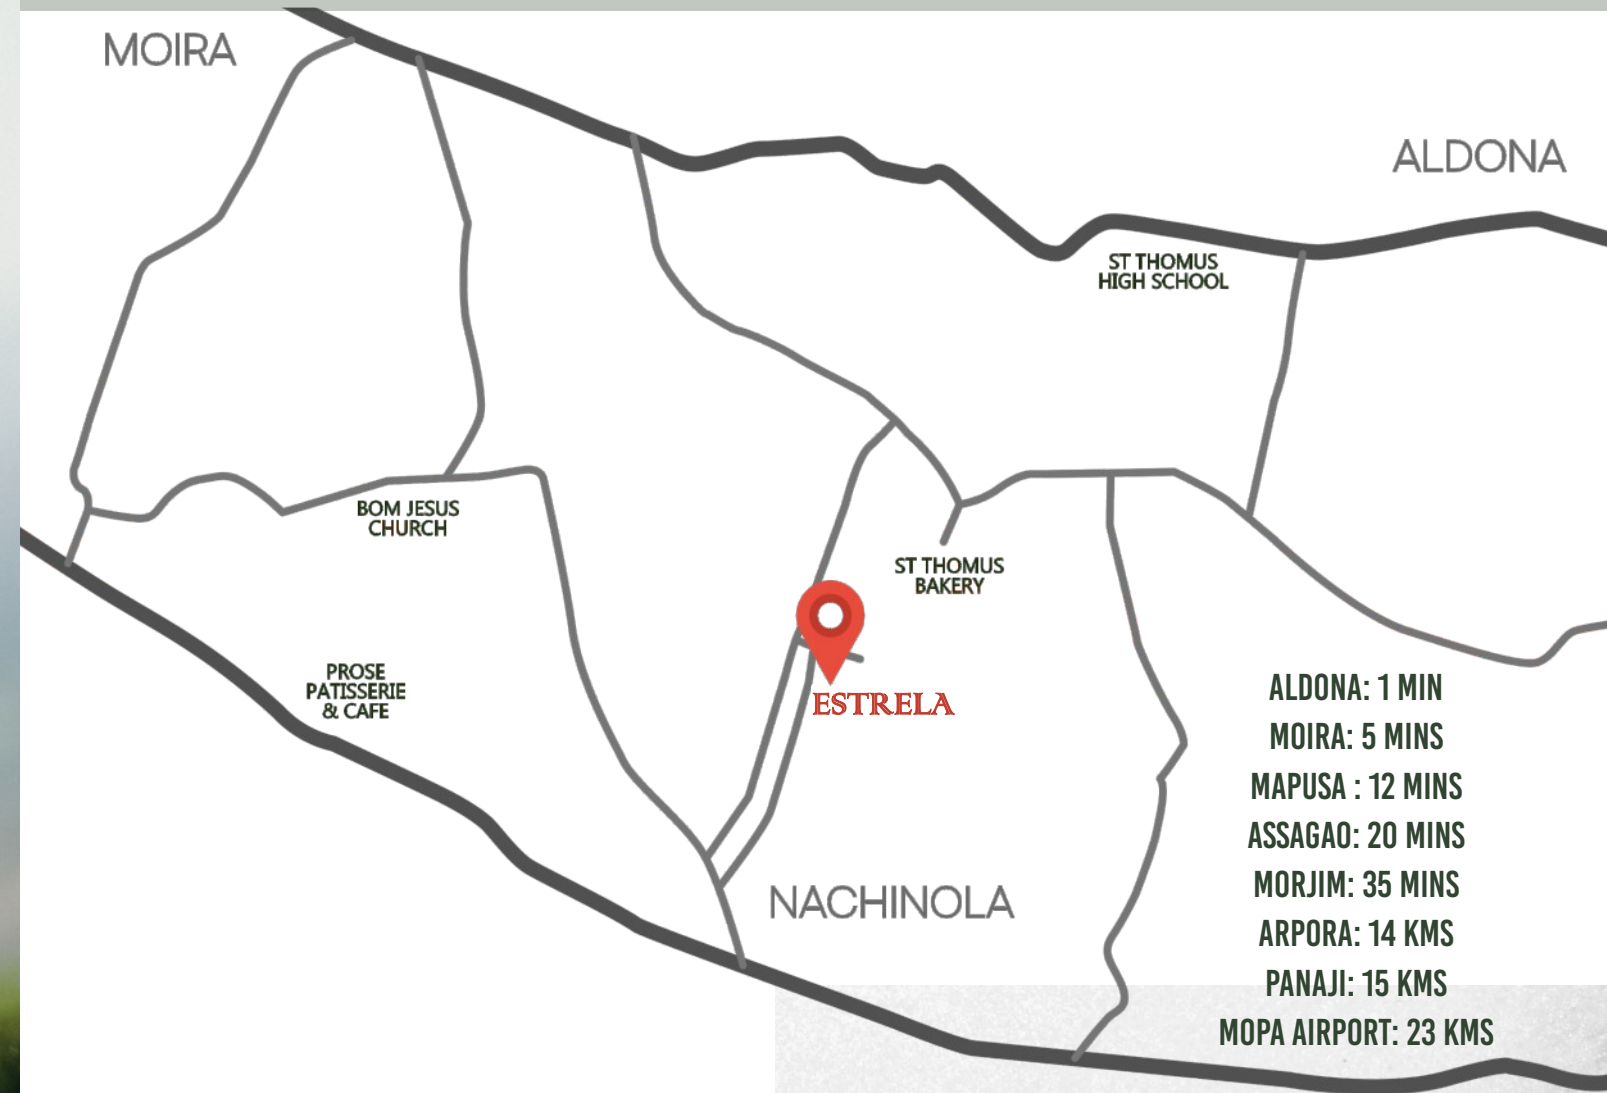 MOIRA
ALDONA
ST THOMUS
HIGH SCHOOL
BOM JESUS
CHURCH
ST THOMUS
BAKERY
PROSE
PATISSERIE
& CAFE
ESTRELA
NACHINOLA
ALDONA: 1 MIN
MOIRA: 5 MINS
MAPUSA : 12 MINS
ASSAGAO: 20 MINS
MORJIM: 35 MINS
ARPORA: 14 KMS
PANAJI: 15 KMS
MOPA AIRPORT: 23 KMS